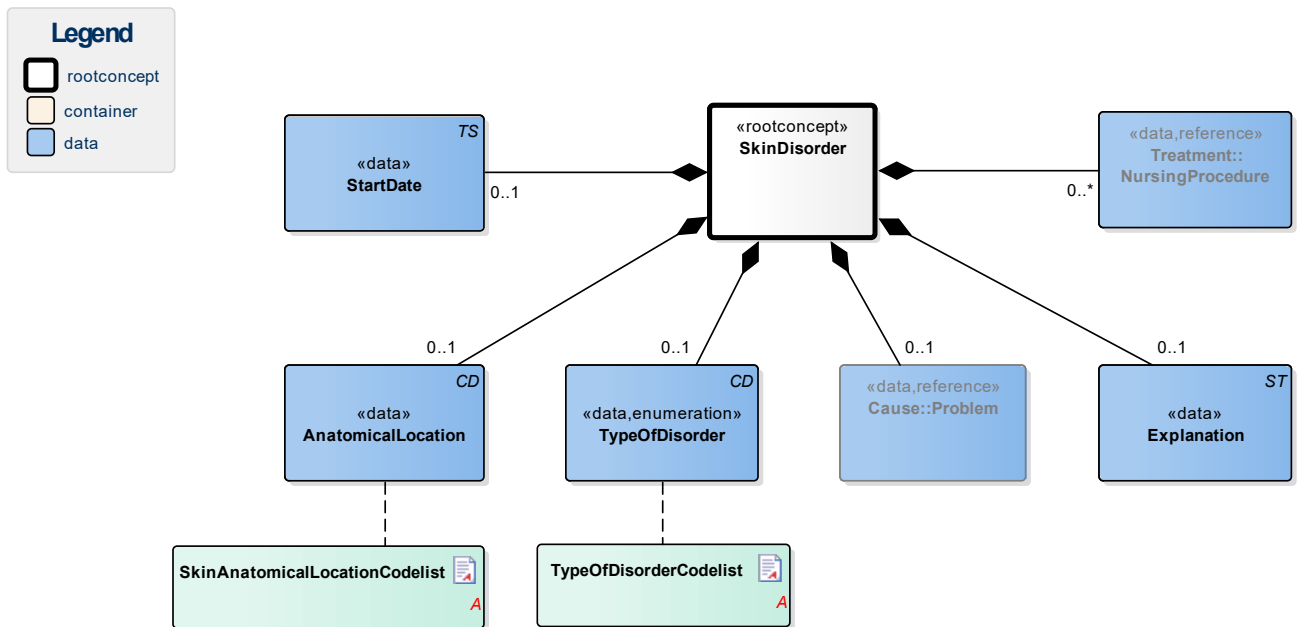 Legend
rootconcept
container
data
TS
«data»
StartDate
0..1
«rootconcept»
SkinDisorder
«data,reference»
Treatment::
NursingProcedure
0..*
0..1
0..1
0..1
0..1
CD
«data»
AnatomicalLocation
CD
«data,enumeration»
TypeOfDisorder
«data,reference»
Cause::Problem
ST
«data»
Explanation
SkinAnatomicalLocationCodelist
A
TypeOfDisorderCodelist
A